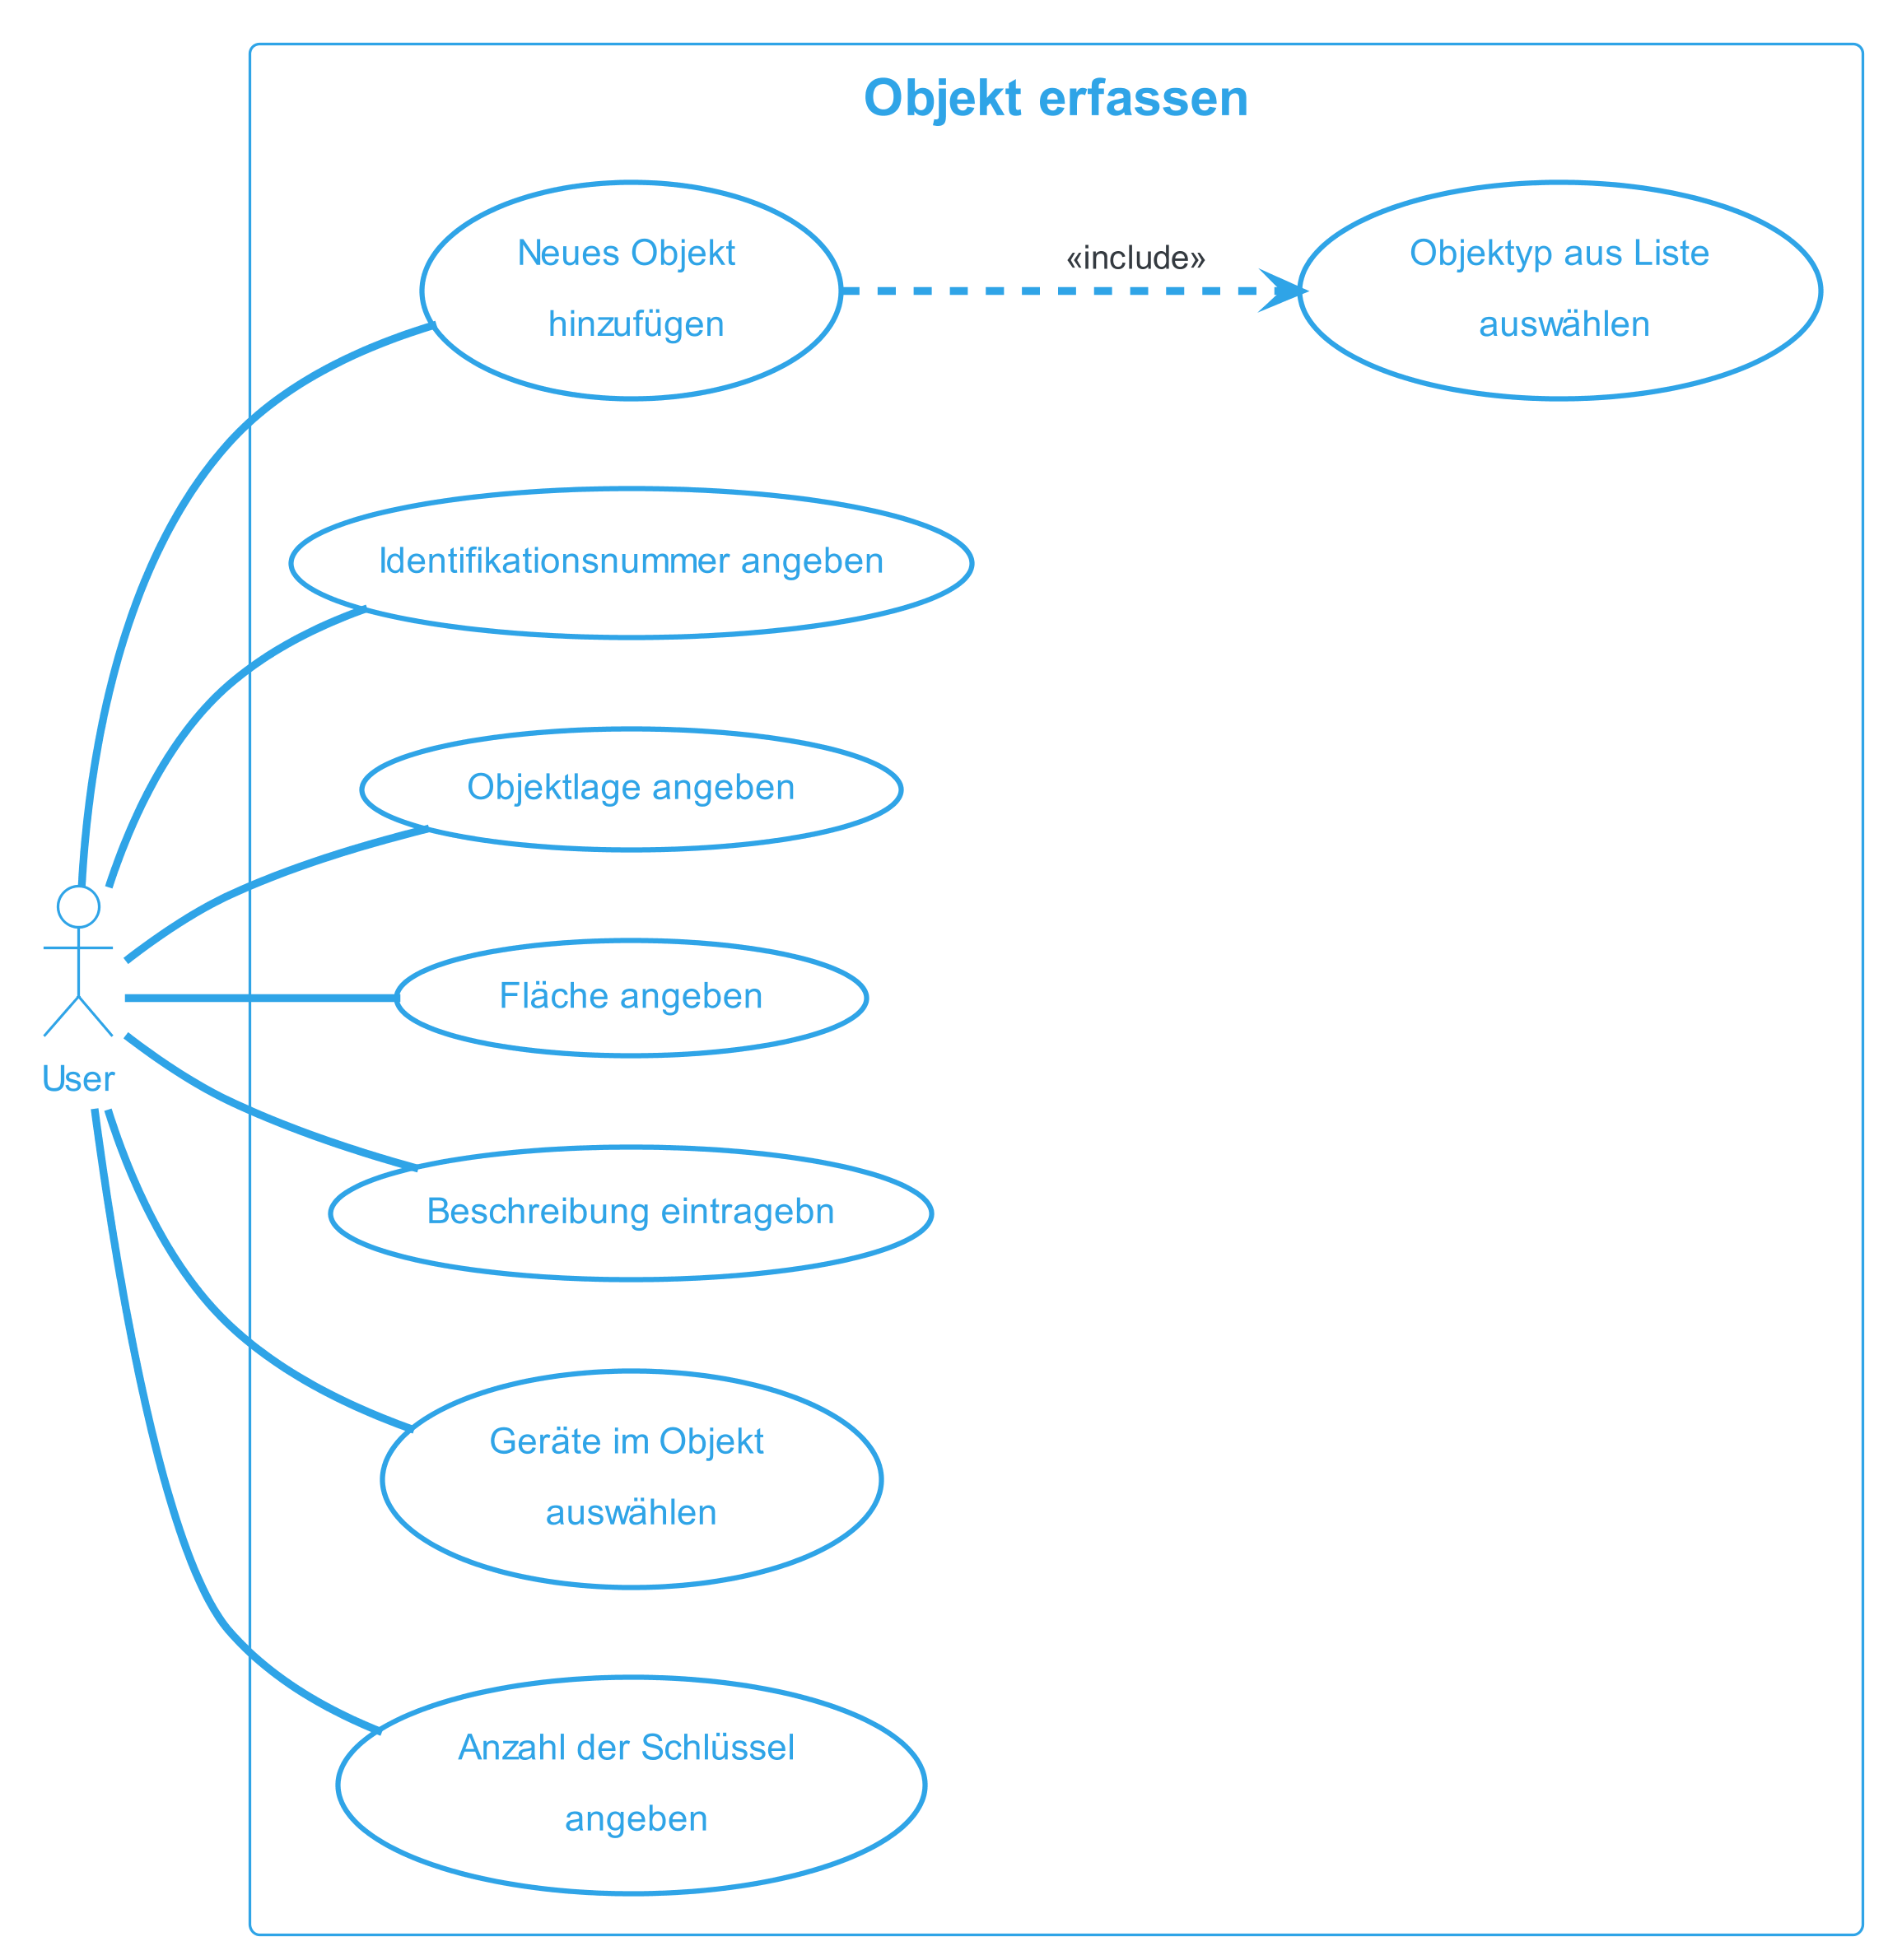 Objekt erfassen
Neues Objekt
hinzufügen
«include»
Objektyp aus Liste
auswählen
Identifikationsnummer angeben
Objektlage angeben
Fläche angeben
User
Beschreibung eintragebn
Geräte im Objekt
auswählen
Anzahl der Schlüssel
angeben